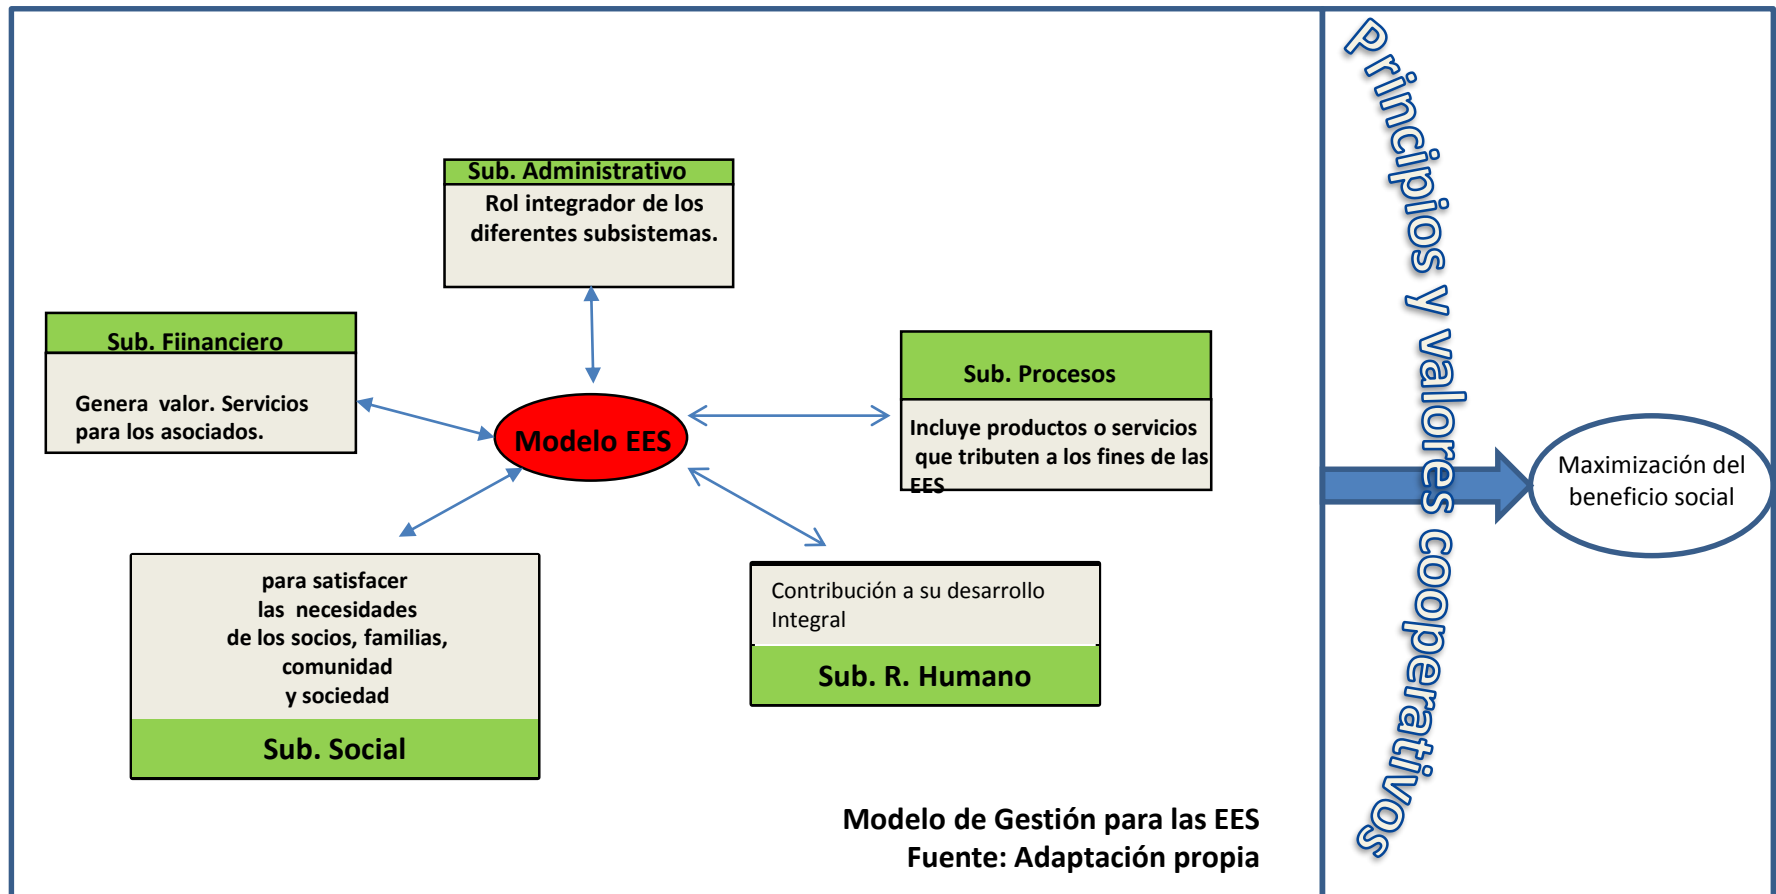 Sub. Administrativo
Rol integrador de los
diferentes subsistemas.
Sub. Fiinanciero
Genera valor. Servicios
para los asociados.
Sub. Procesos
Incluye productos o servicios
que tributen a los fines de las
EES
Modelo EES
para satisfacer
las necesidades
de los socios, familias,
comunidad
y sociedad
Sub. Social
Contribución a su desarrollo
Integral
Sub. R. Humano
Modelo de Gestión para las EES
Fuente: Adaptación propia
Principios y valores cooperativos
Maximización del
beneficio social